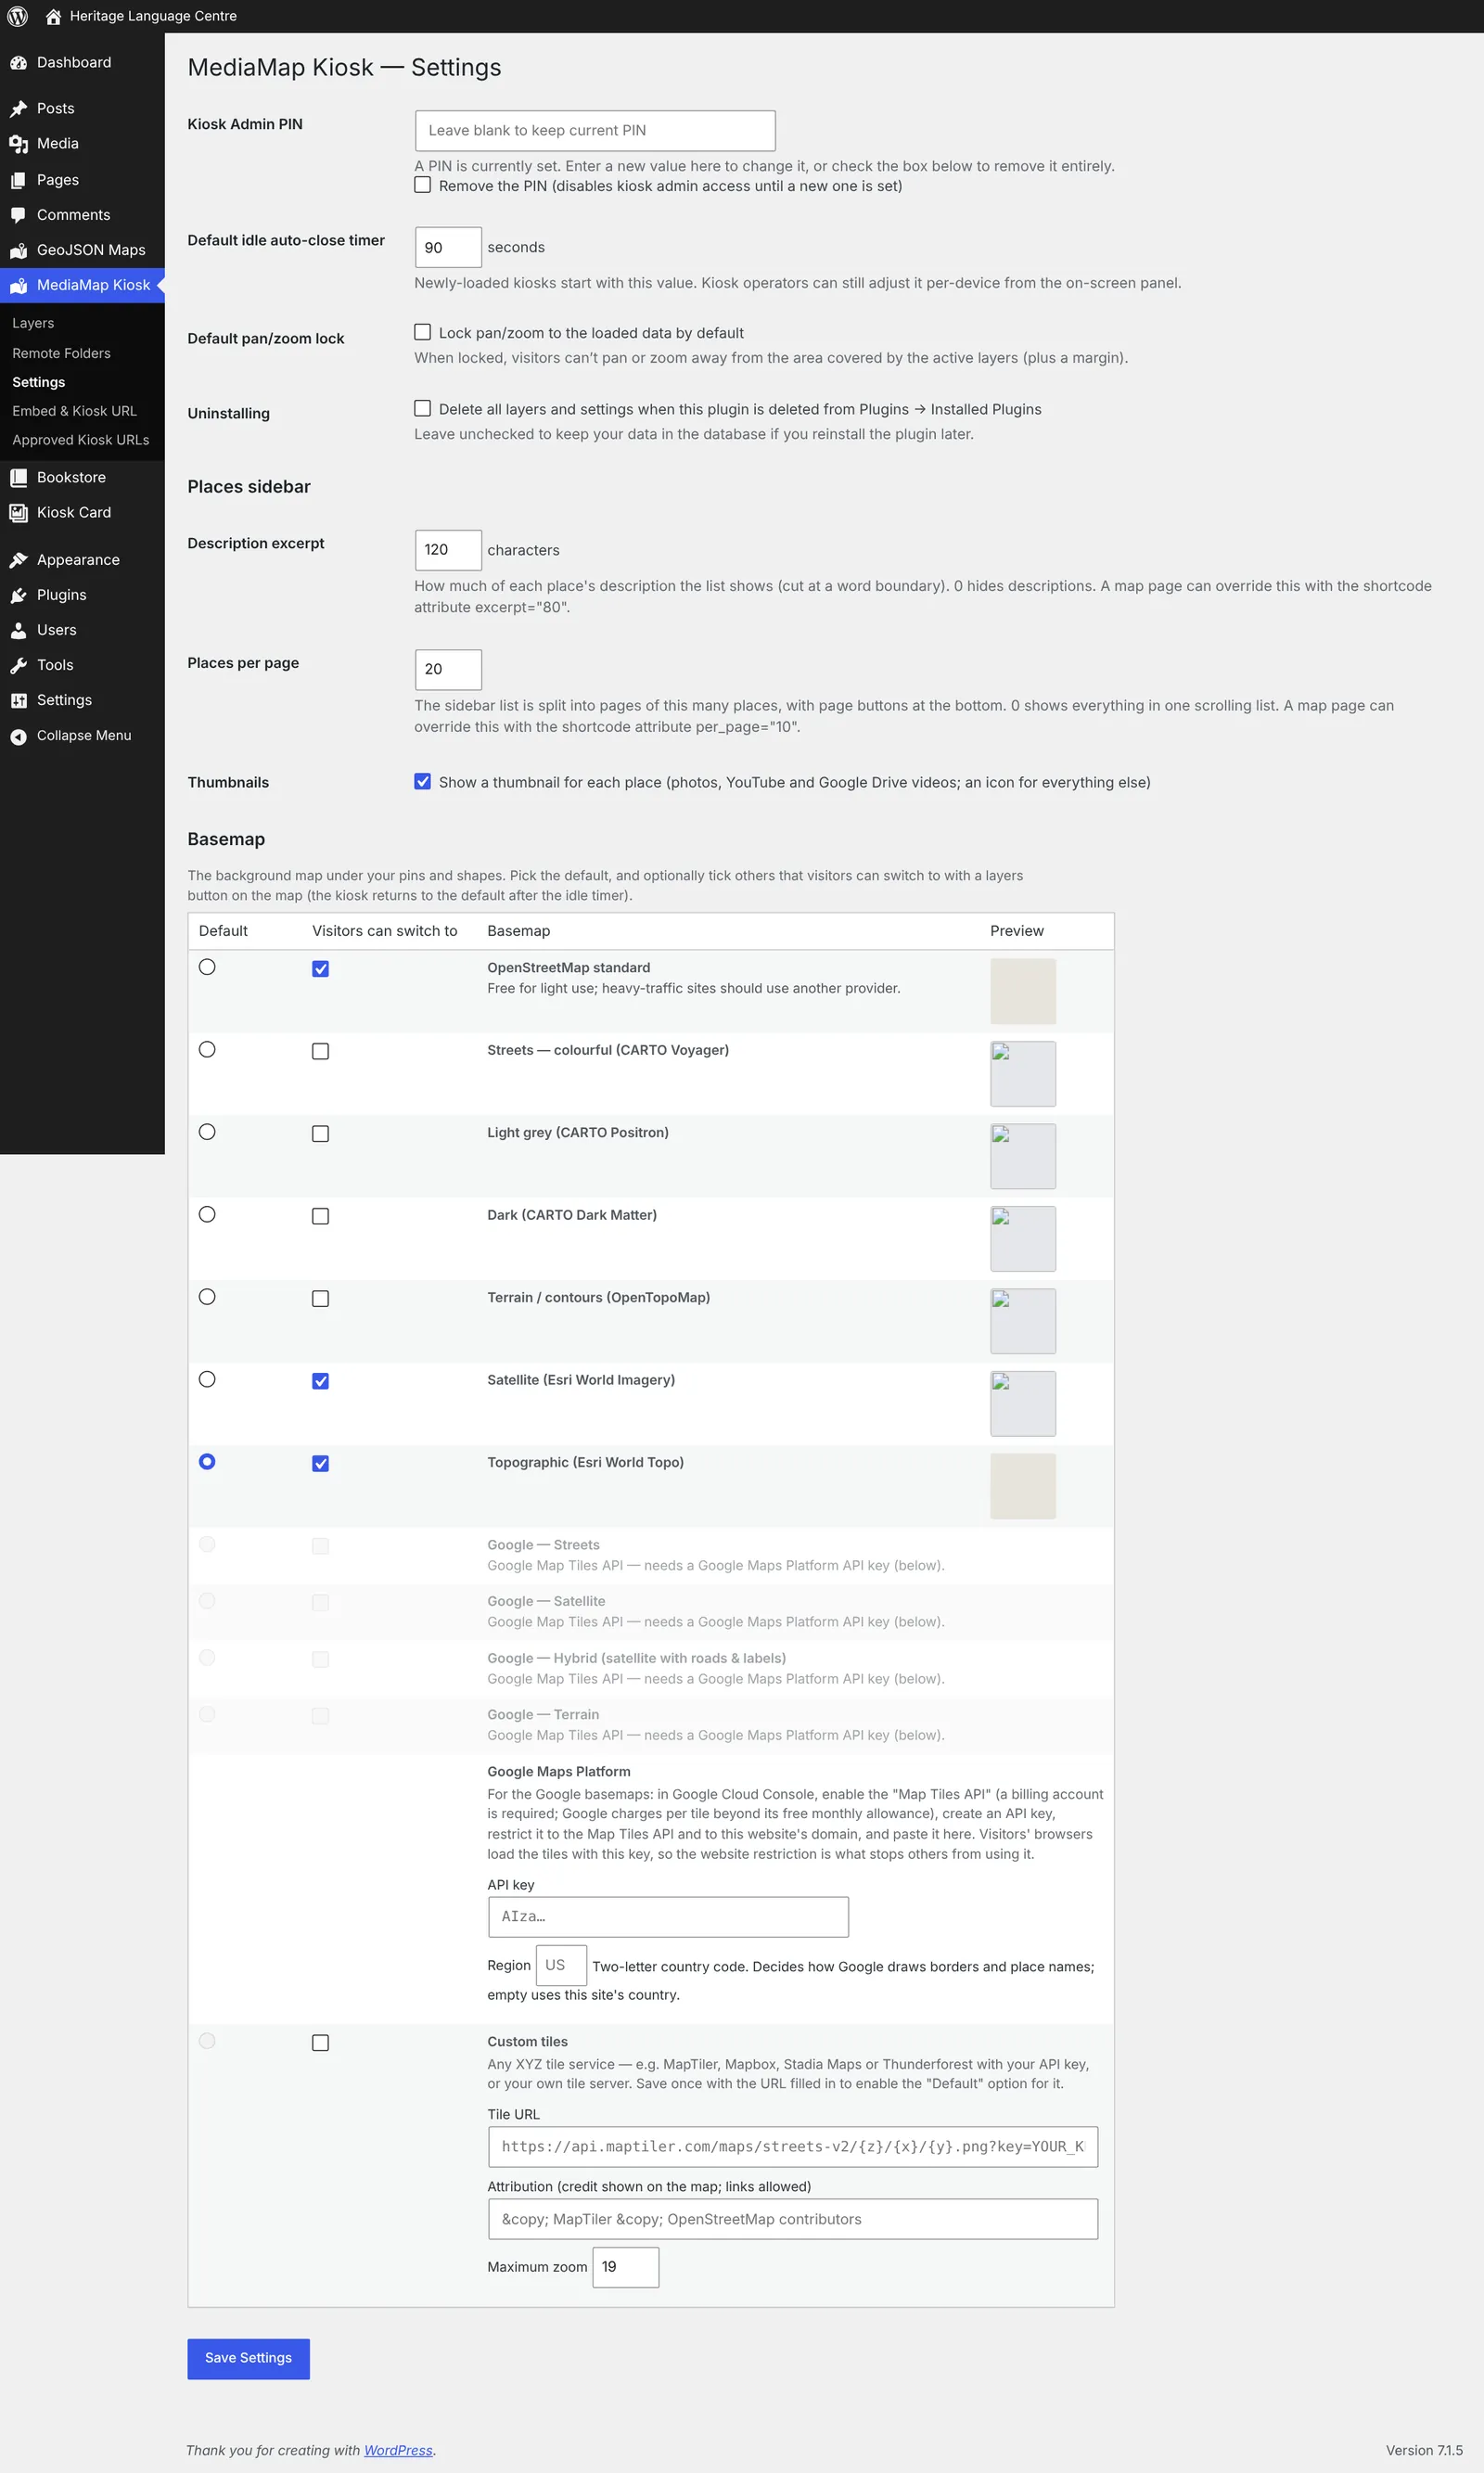 Heritage Language Centre
Dashboard
Posts
Media
Pages
Comments
GeoJSON Maps
MediaMap Kiosk
Layers
Remote Folders
Settings
Embed & Kiosk URL
Approved Kiosk URLs
Bookstore
Kiosk Card
Appearance
Plugins
Users
Tools
Settings
Collapse Menu
MediaMap Kiosk — Settings
Kiosk Admin PIN
Leave blank to keep current PIN
A PIN is currently set. Enter a new value here to change it, or check the box below to remove it entirely.
Remove the PIN (disables kiosk admin access until a new one is set)
Default idle auto-close timer
90 seconds
Newly-loaded kiosks start with this value. Kiosk operators can still adjust it per-device from the on-screen panel.
Default pan/zoom lock
Lock pan/zoom to the loaded data by default
When locked, visitors can’t pan or zoom away from the area covered by the active layers (plus a margin).
Uninstalling
Delete all layers and settings when this plugin is deleted from Plugins → Installed Plugins
Leave unchecked to keep your data in the database if you reinstall the plugin later.
Places sidebar
Description excerpt
120 characters
How much of each place's description the list shows (cut at a word boundary). 0 hides descriptions. A map page can override this with the shortcode
attribute excerpt="80".
Places per page
20
The sidebar list is split into pages of this many places, with page buttons at the bottom. 0 shows everything in one scrolling list. A map page can
override this with the shortcode attribute per_page="10".
Thumbnails
Show a thumbnail for each place (photos, YouTube and Google Drive videos; an icon for everything else)
Basemap
The background map under your pins and shapes. Pick the default, and optionally tick others that visitors can switch to with a layers
button on the map (the kiosk returns to the default after the idle timer).
Default Visitors can switch to Basemap Preview
OpenStreetMap standard
Free for light use; heavy-traffic sites should use another provider.
Streets — colourful (CARTO Voyager)
Light grey (CARTO Positron)
Dark (CARTO Dark Matter)
Terrain / contours (OpenTopoMap)
Satellite (Esri World Imagery)
Topographic (Esri World Topo)
Google — Streets
Google Map Tiles API — needs a Google Maps Platform API key (below).
Google — Satellite
Google Map Tiles API — needs a Google Maps Platform API key (below).
Google — Hybrid (satellite with roads & labels)
Google Map Tiles API — needs a Google Maps Platform API key (below).
Google — Terrain
Google Map Tiles API — needs a Google Maps Platform API key (below).
Google Maps Platform
For the Google basemaps: in Google Cloud Console, enable the "Map Tiles API" (a billing account
is required; Google charges per tile beyond its free monthly allowance), create an API key,
restrict it to the Map Tiles API and to this website's domain, and paste it here. Visitors' browsers
load the tiles with this key, so the website restriction is what stops others from using it.
API key
AIza…
Region US Two-letter country code. Decides how Google draws borders and place names;
empty uses this site's country.
Custom tiles
Any XYZ tile service — e.g. MapTiler, Mapbox, Stadia Maps or Thunderforest with your API key,
or your own tile server. Save once with the URL filled in to enable the "Default" option for it.
Tile URL
https://api.maptiler.com/maps/streets-v2/{z}/{x}/{y}.png?key=YOUR_K
Attribution (credit shown on the map; links allowed)
&copy; MapTiler &copy; OpenStreetMap contributors
Maximum zoom 19
Save Settings
Thank you for creating with WordPress.
Version 7.1.5